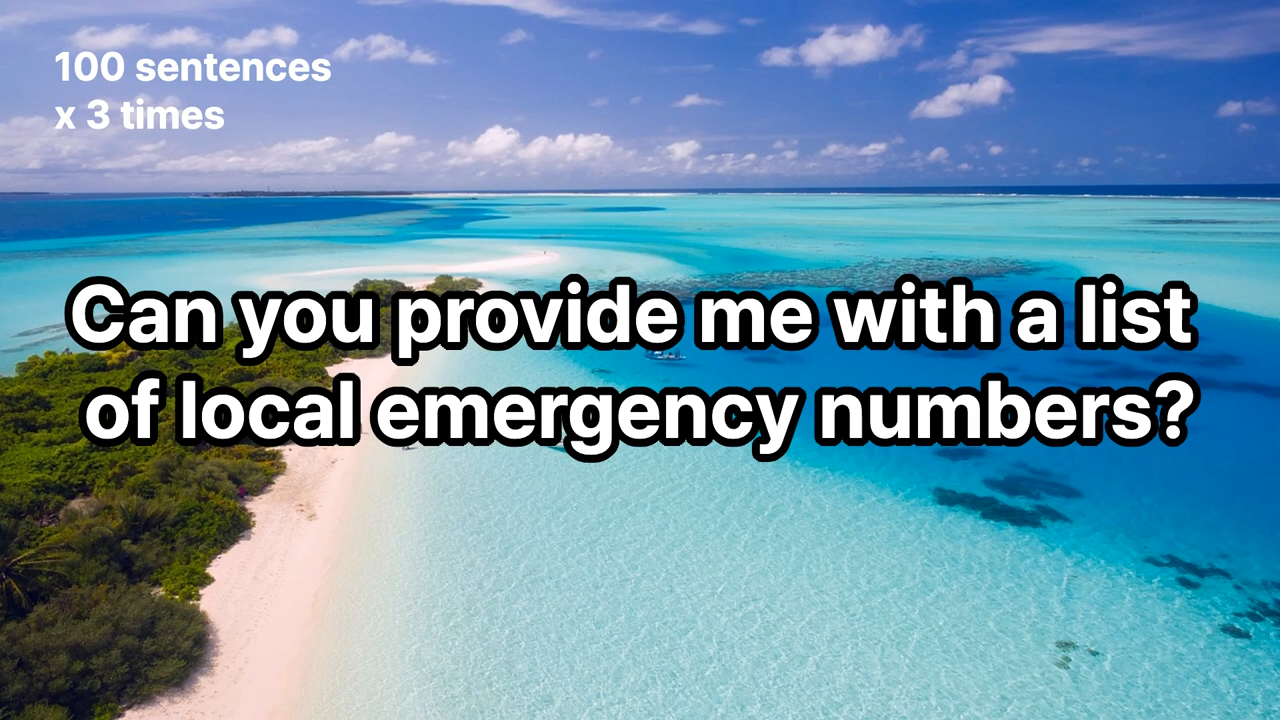 100 sentences
x 3 times
Can you provide me with a list
of local emergency numbers?